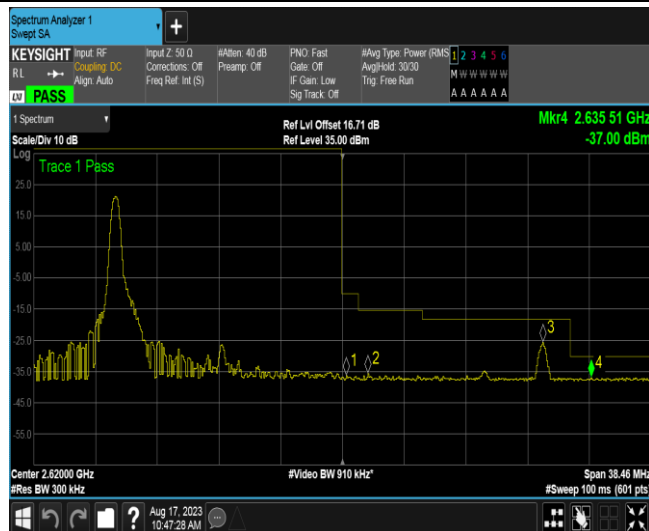 Spectrum Analyzer 1
Swept SA
KEYSIGHT
RL
PASS
Input: RF
Coupling: DC
Align: Auto
Input Z: 50 Ω
Corrections: Off
Freq Ref: Int (S)
#Atten: 40 dB
Preamp: Off
PNO: Fast
Gate: Off
IF Gain: Low
Sig Track: Off
#Avg Type: Power (RMS
Avg|Hold: 30/30
Trig: Free Run
1 2 3 4 5 6
M W W W W W
A A A A A A
1 Spectrum
Scale/Div 10 dB
Ref Lvl Offset 16.71 dB
Ref Level 35.00 dBm
Mkr4 2.635 51 GHz
-37.00 dBm
Log
Trace 1 Pass
25.0
15.0
5.00
-5.00
-15.0
-25.0
-35.0
-45.0
-55.0
1
2
3
4
Center 2.62000 GHz
#Res BW 300 kHz
#Video BW 910 kHz*
Span 38.46 MHz
#Sweep 100 ms (601 pts)
?
Aug 17, 2023
10:47:28 AM